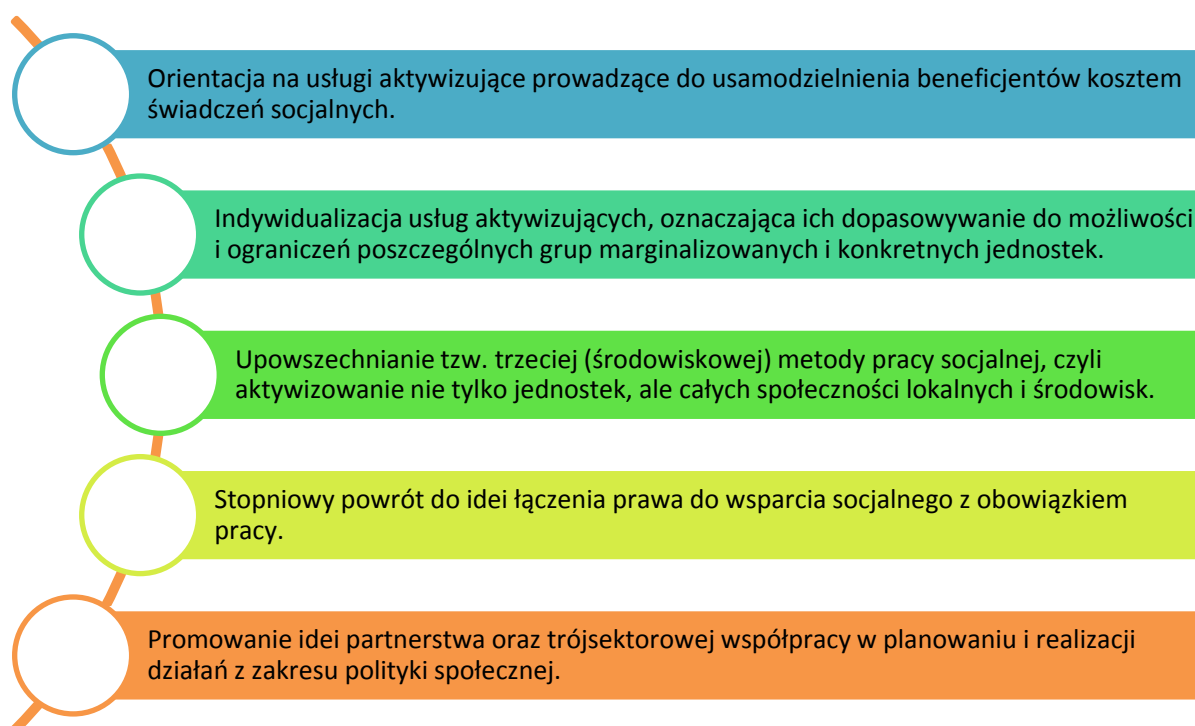 Orientacja na usługi aktywizujące prowadzące do usamodzielnienia beneficjentów kosztem
świadczeń socjalnych.
Indywidualizacja usług aktywizujących, oznaczająca ich dopasowywanie do możliwości
i ograniczeń poszczególnych grup marginalizowanych i konkretnych jednostek.
Upowszechnianie tzw. trzeciej (środowiskowej) metody pracy socjalnej, czyli
aktywizowanie nie tylko jednostek, ale całych społeczności lokalnych i środowisk.
Stopniowy powrót do idei łączenia prawa do wsparcia socjalnego z obowiązkiem
pracy.
Promowanie idei partnerstwa oraz trójsektorowej współpracy w planowaniu i realizacji
działań z zakresu polityki społecznej.